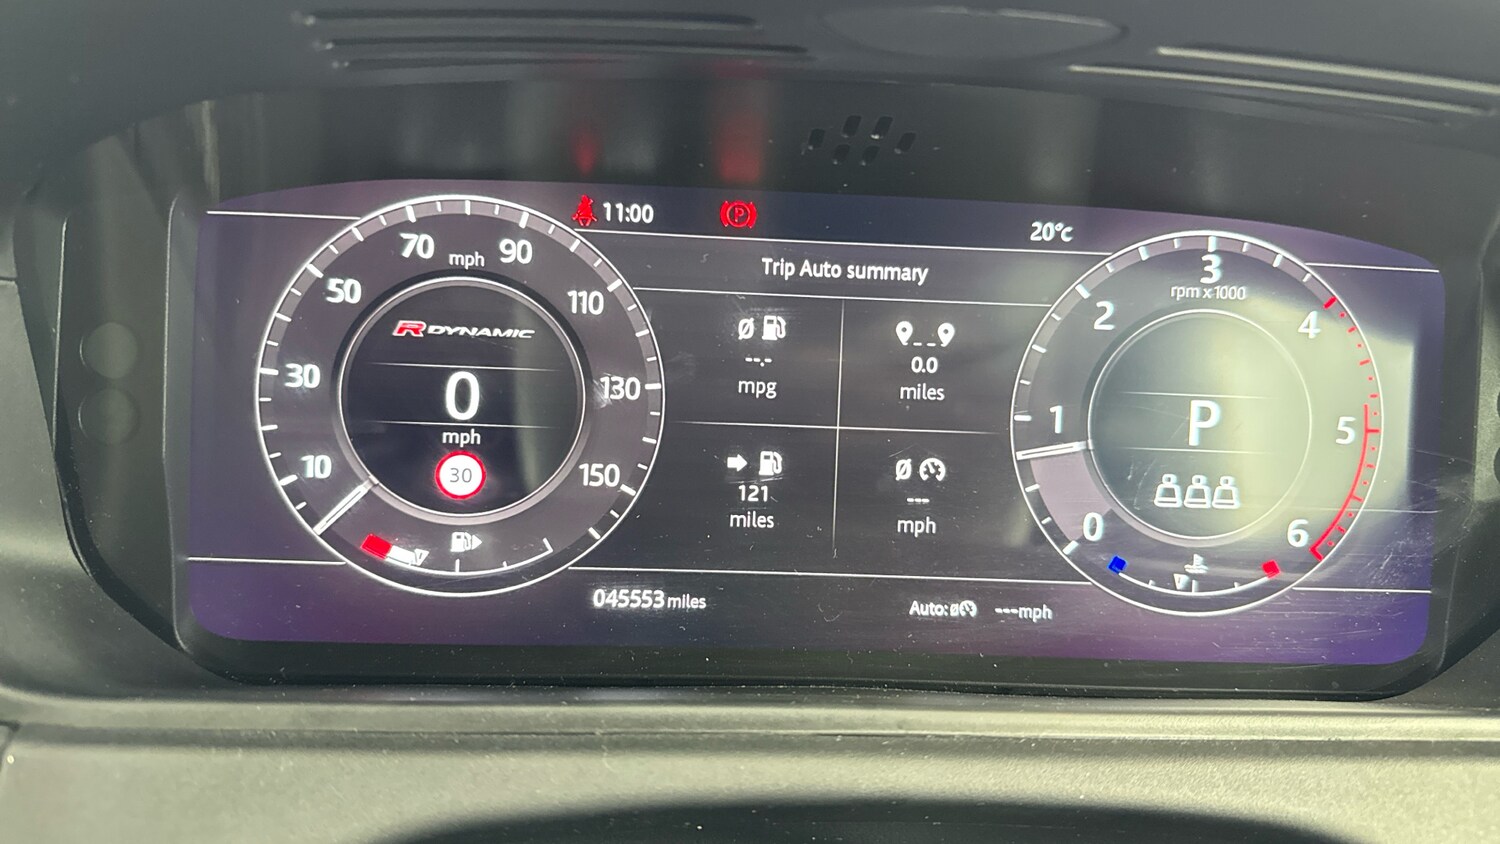 11:00
P
20°c
Trip Auto summary
70 mph 90
50
110
30
130
10
150
R DYNAMIC
0
mph
30
--.-
mpg
0.0
miles
121
miles
---
mph
3
rpm x 1000
2
4
1
5
0
6
P
045553 miles
Auto:ø ---mph